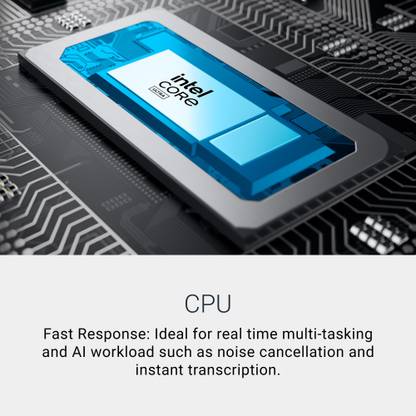 intel
CORE
ULTRA
CPU
Fast Response: Ideal for real time multi-tasking
and AI workload such as noise cancellation and
instant transcription.